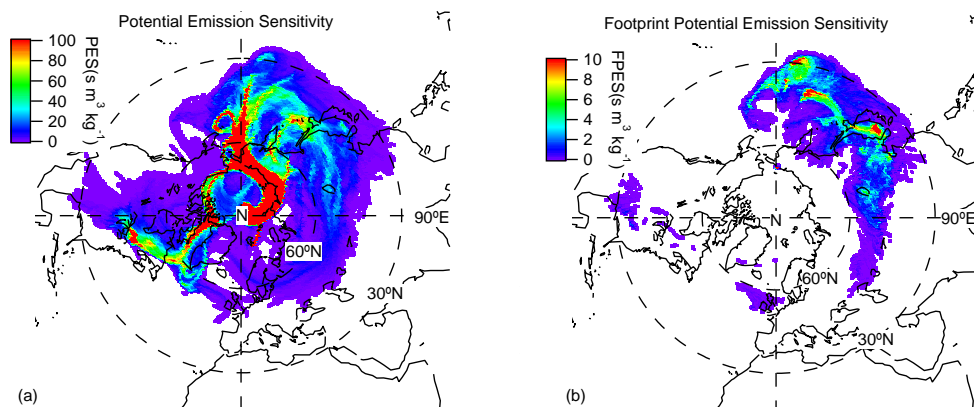 Potential Emission Sensitivity
100
80
60
40
20
0
PES(s m³ kg⁻¹)
N
90ºE
60ºN
30ºN
(a)
Footprint Potential Emission Sensitivity
10
8
6
4
2
0
FPES(s m³ kg⁻¹)
N
90ºE
60ºN
30ºN
(b)